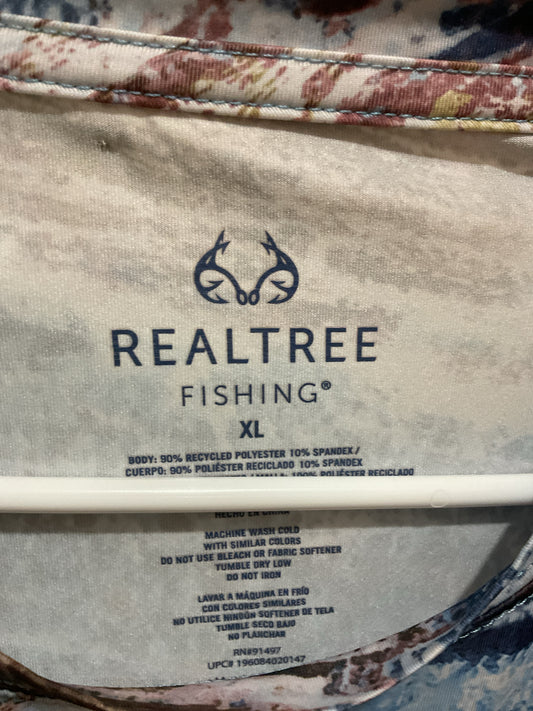 REALTREE
FISHING®
XL
BODY: 90% RECYCLED POLYESTER 10% SPANDEX /
CUERPO: 90% POLIÉSTER RECICLADO 10% SPANDEX
100% POLIÉSTER RECICLADO
HECHO EN CHINA
MACHINE WASH COLD
WITH SIMILAR COLORS
DO NOT USE BLEACH OR FABRIC SOFTENER
TUMBLE DRY LOW
DO NOT IRON
LAVAR A MÁQUINA EN FRÍO
CON COLORES SIMILARES
NO UTILICE NINGÚN SOFTENER DE TELA
TUMBLE SECO BAJO
NO PLANCHAR
RN#91497
UPC# 196084020147